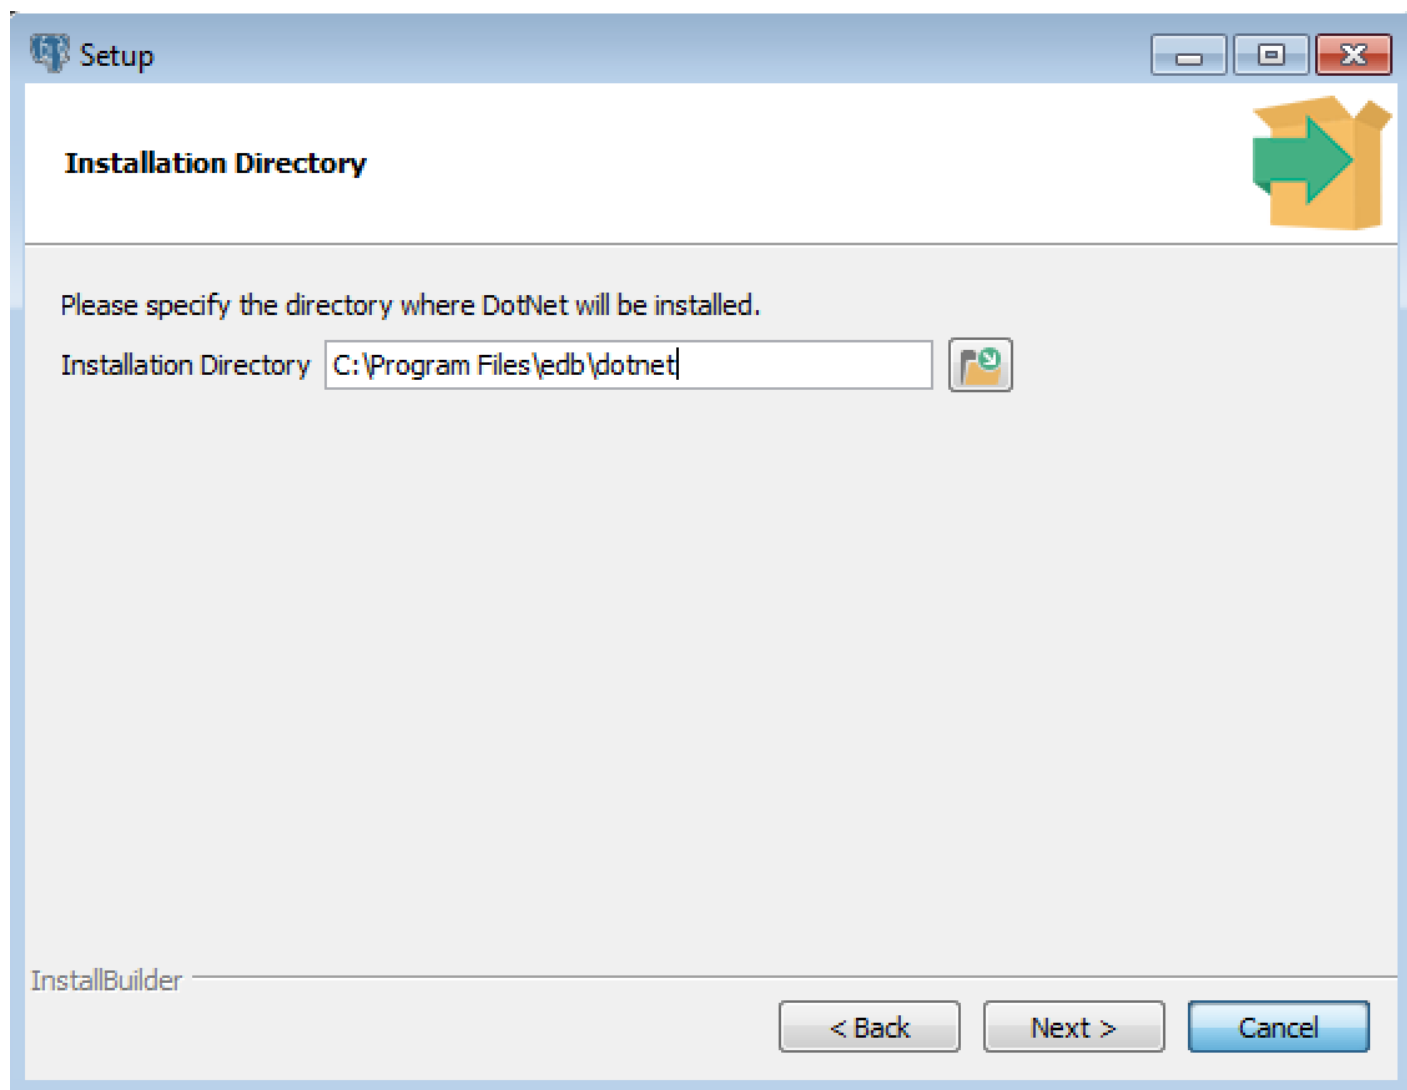 Setup
Installation Directory
Please specify the directory where DotNet will be installed.
Installation Directory C:\Program Files\edb\dotnet
InstallBuilder
< Back Next > Cancel